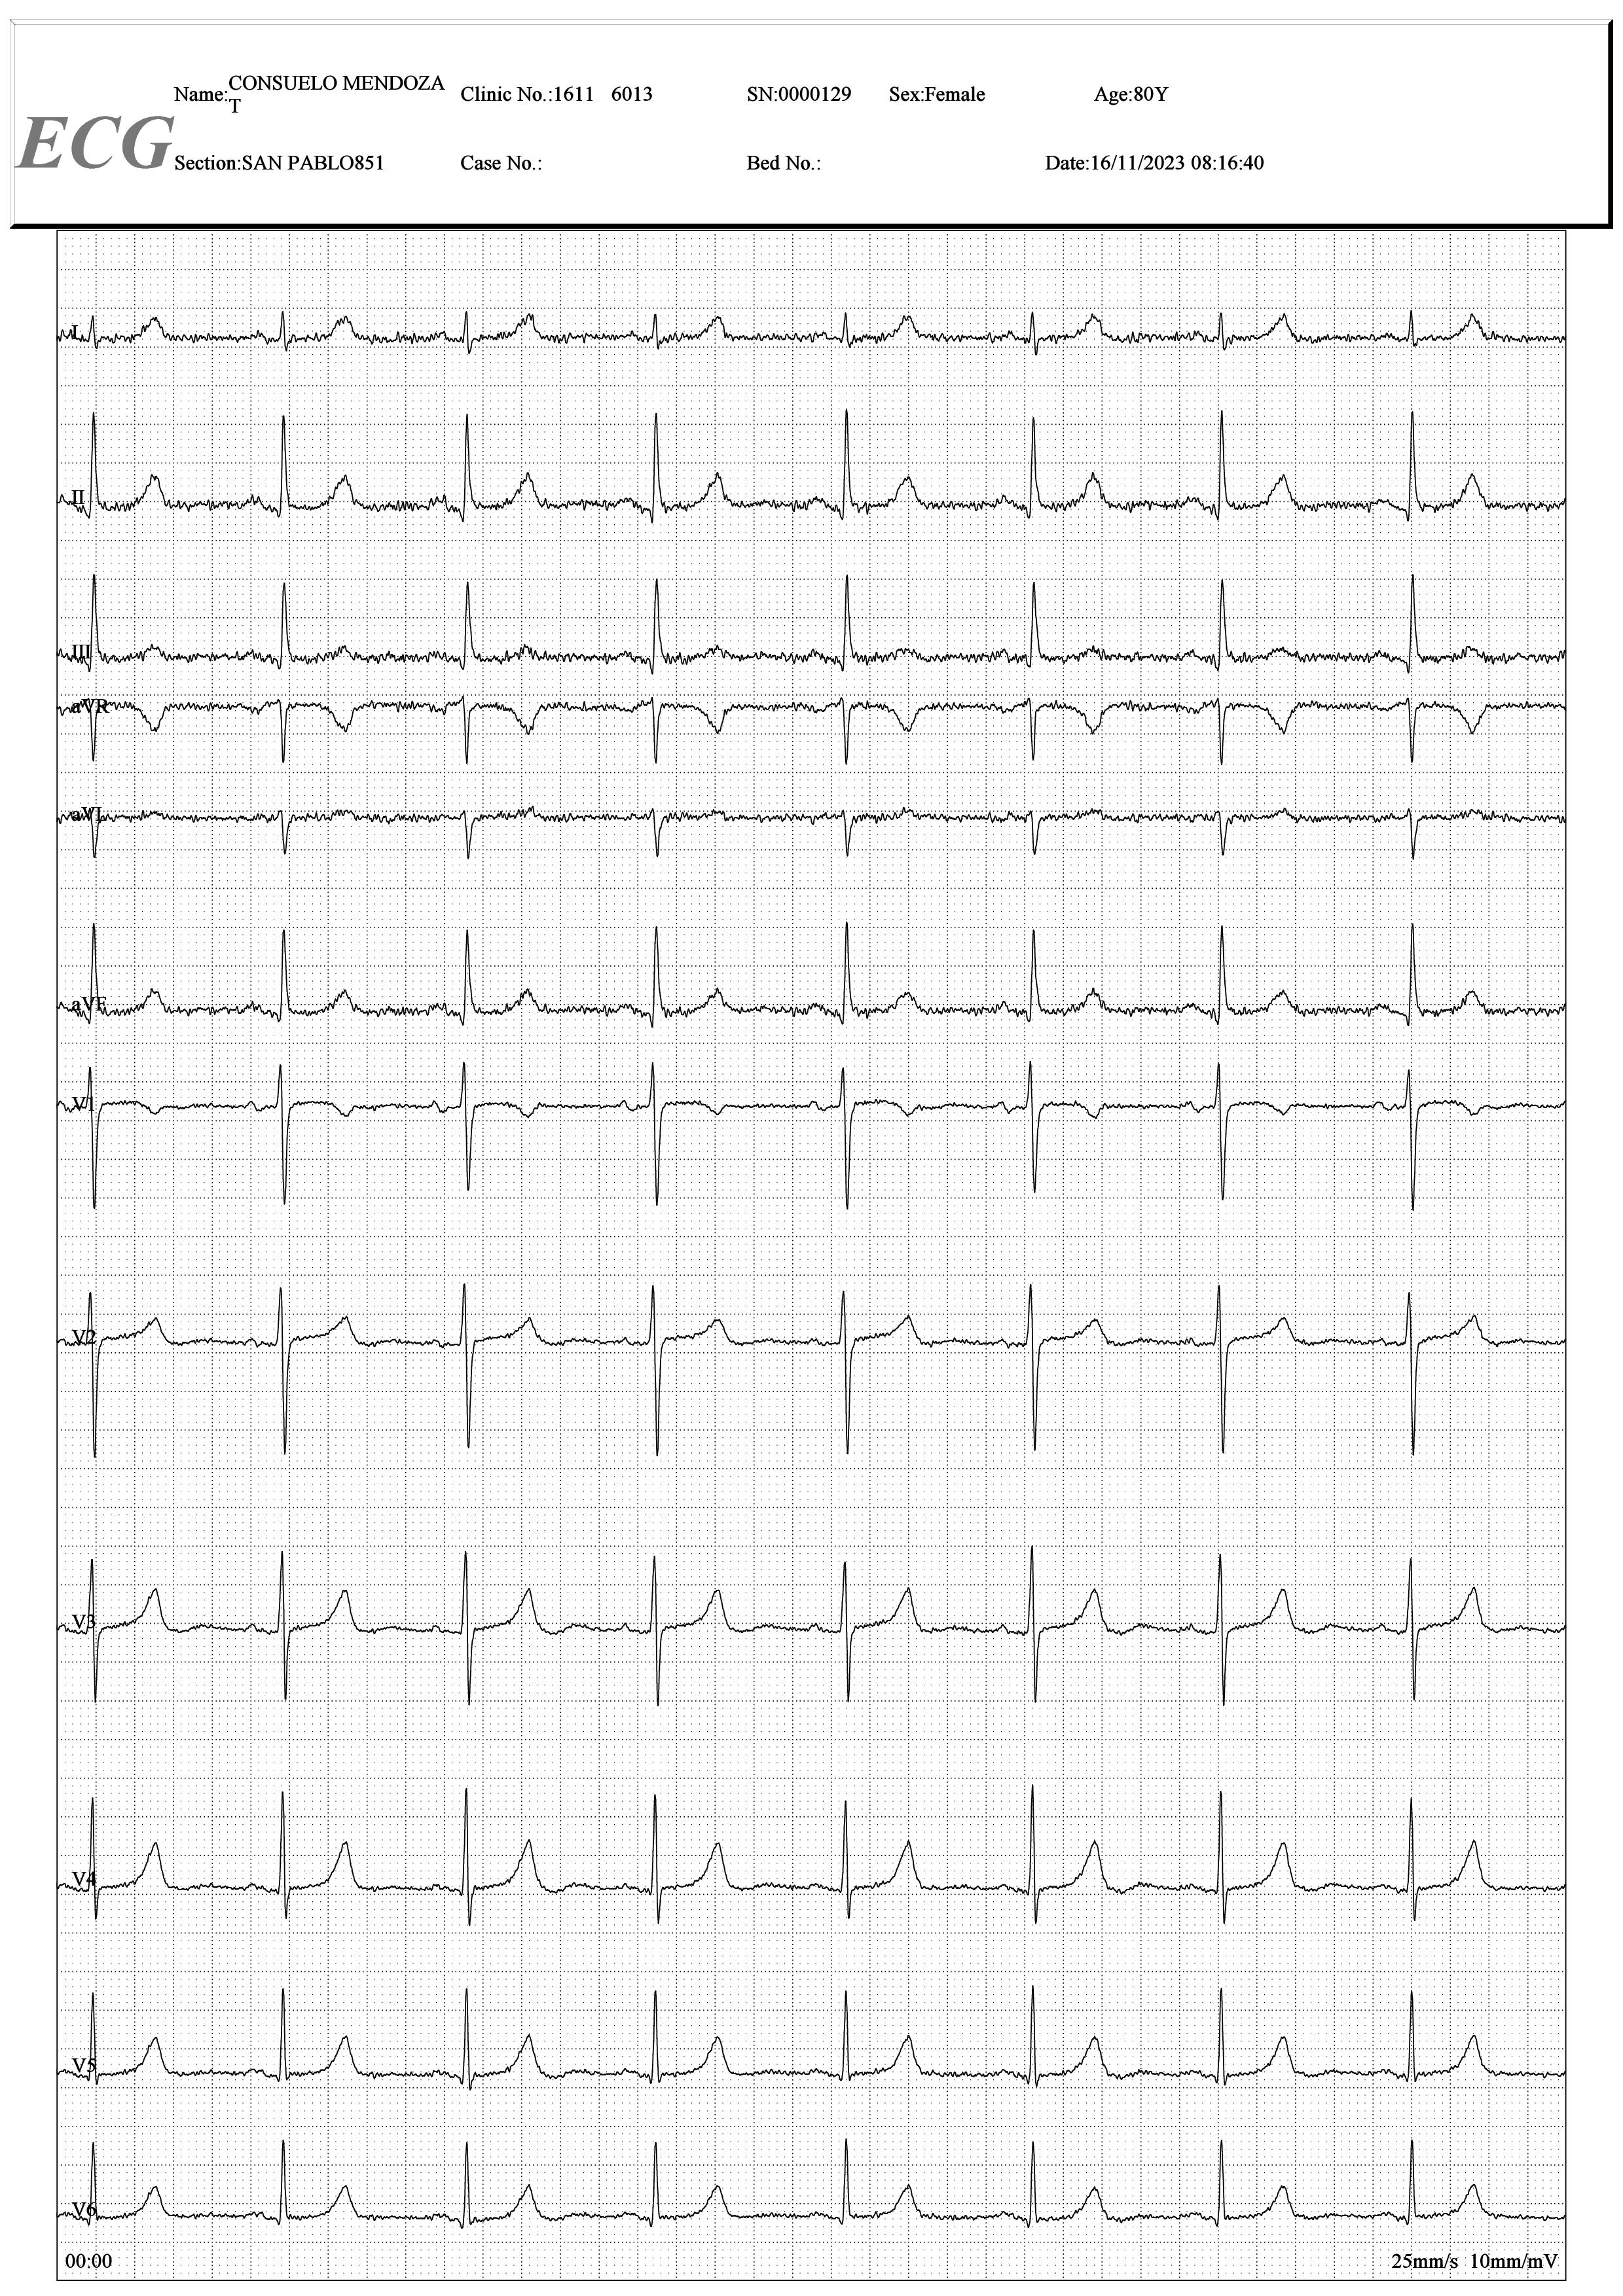 ECG
Name:CONSUELO MENDOZA T Clinic No.:1611 6013 SN:0000129 Sex:Female Age:80Y
Section:SAN PABLO851 Case No.: Bed No.: Date:16/11/2023 08:16:40
I
II
III
aVR
aVL
aVF
V1
V2
V3
V4
V5
V6
00:00 25mm/s 10mm/mV